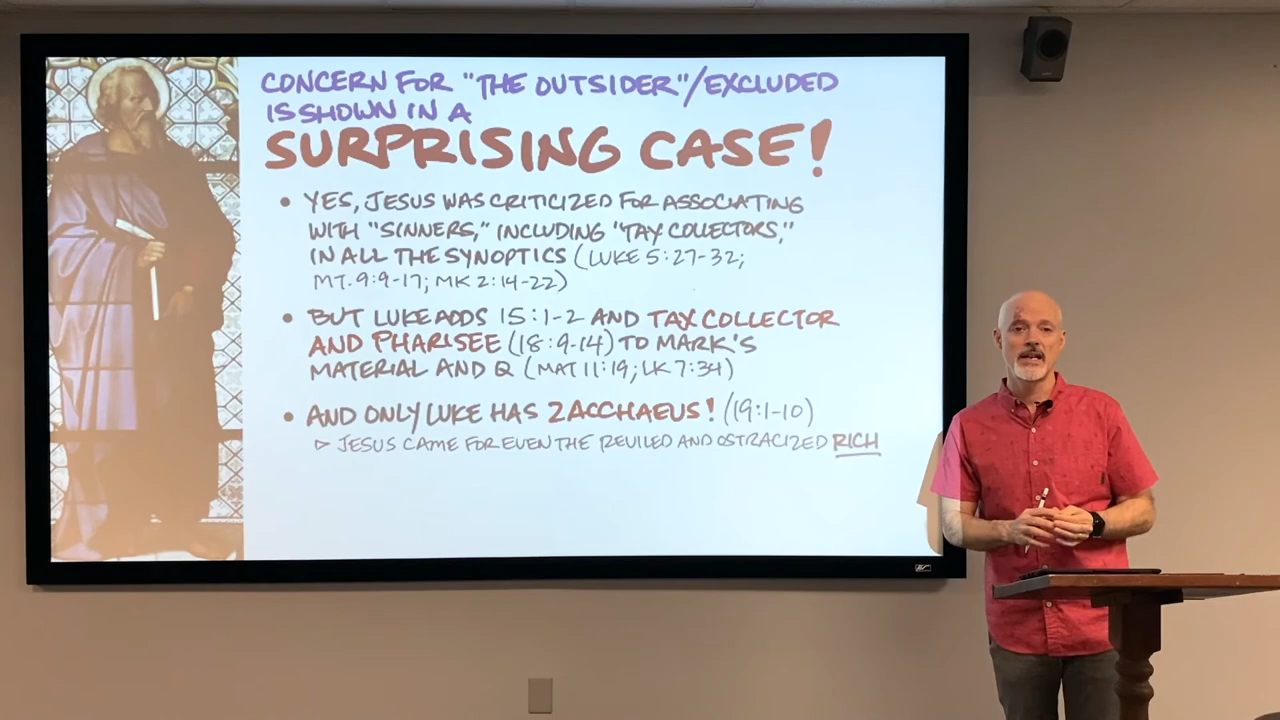 CONCERN FOR "THE OUTSIDER"/EXCLUDED
IS SHOWN IN A
SURPRISING CASE!
• YES, JESUS WAS CRITICIZED FOR ASSOCIATING
WITH "SINNERS," INCLUDING "TAX COLLECTORS,"
IN ALL THE SYNOPTICS (LUKE 5:27-32;
MT. 9:9-17; MK 2:14-22)
• BUT LUKE ADDS 15:1-2 AND TAX COLLECTOR
AND PHARISEE (18:9-14) TO MARK'S
MATERIAL AND Q (MAT 11:19; LK 7:34)
• AND ONLY LUKE HAS ZACCHAEUS! (19:1-10)
▹ JESUS CAME FOR EVEN THE REVILED AND OSTRACIZED RICH